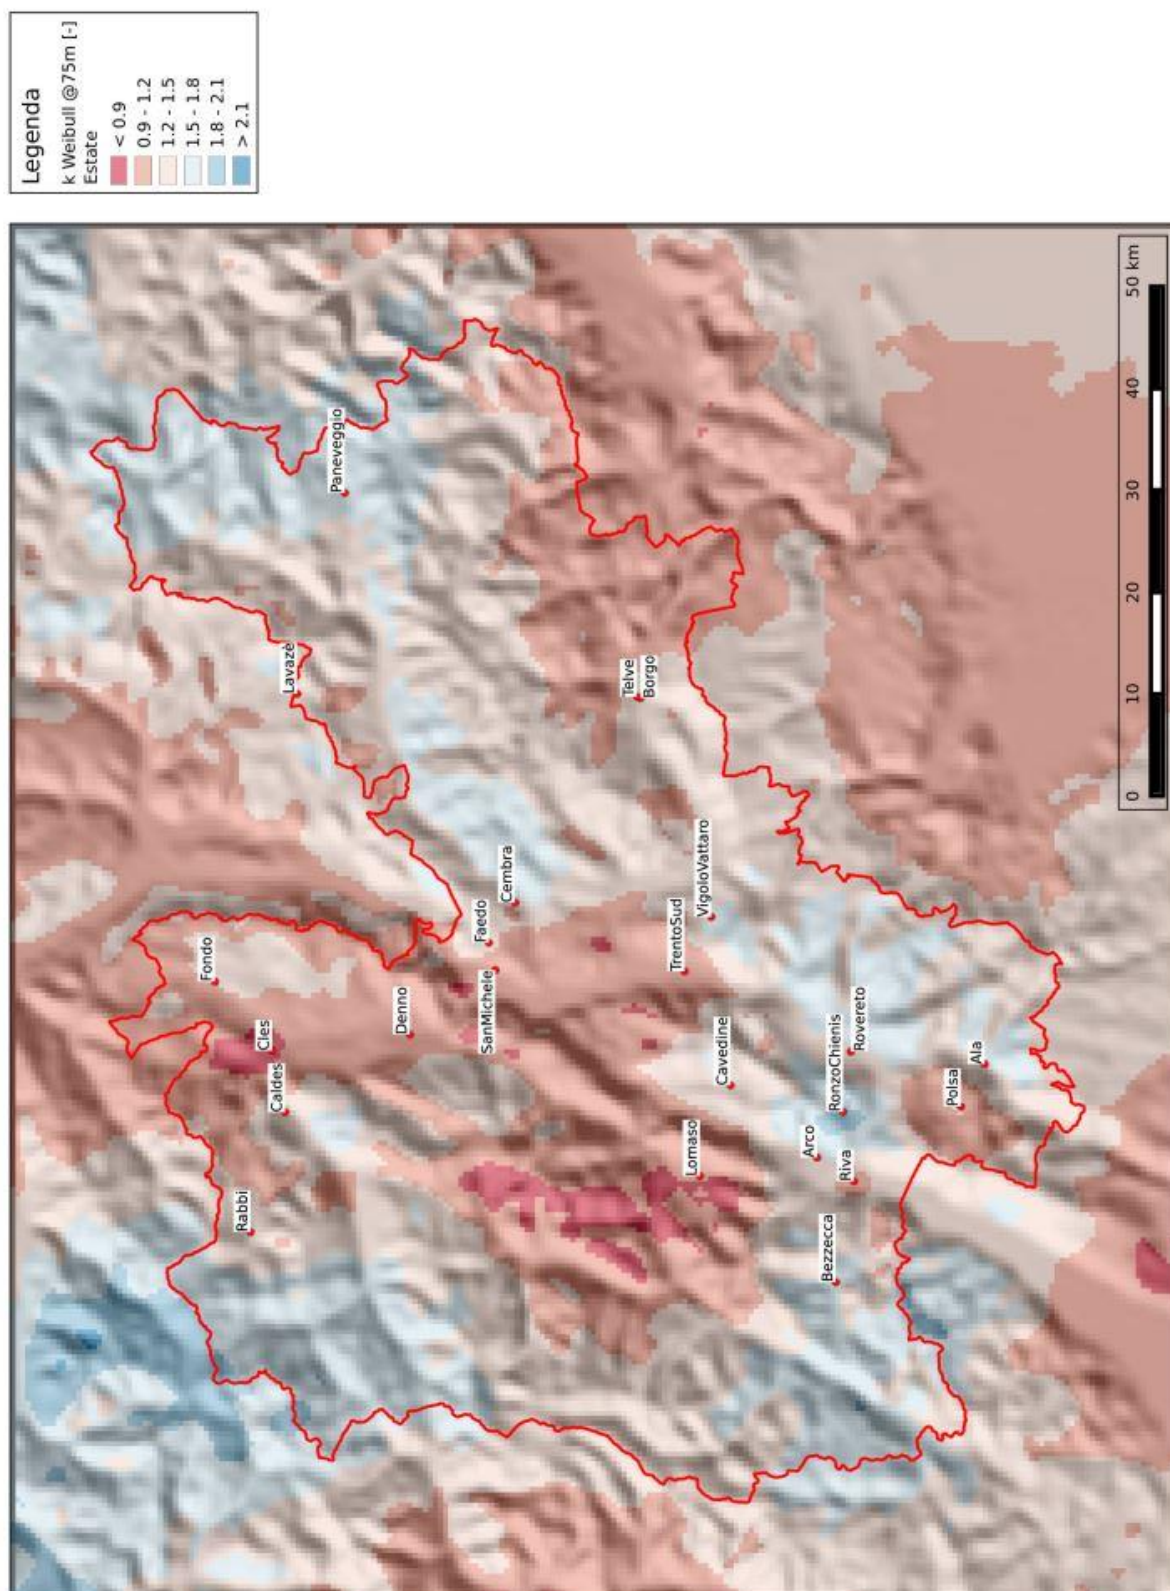 Legenda
k Weibull @75m [-]
Estate
< 0.9
0.9 - 1.2
1.2 - 1.5
1.5 - 1.8
1.8 - 2.1
> 2.1
Paneveggio
Lavazè
Fondo
Rabbi
Cles
Caldes
Denno
Faedo
Cembra
SanMichele
Telve
Borgo
TrentoSud
VigoloVattaro
Lomaso
Cavedine
Arco
Riva
RonzoChienis
Rovereto
Bezzecca
Polsa
Ala
0
10
20
30
40
50 km